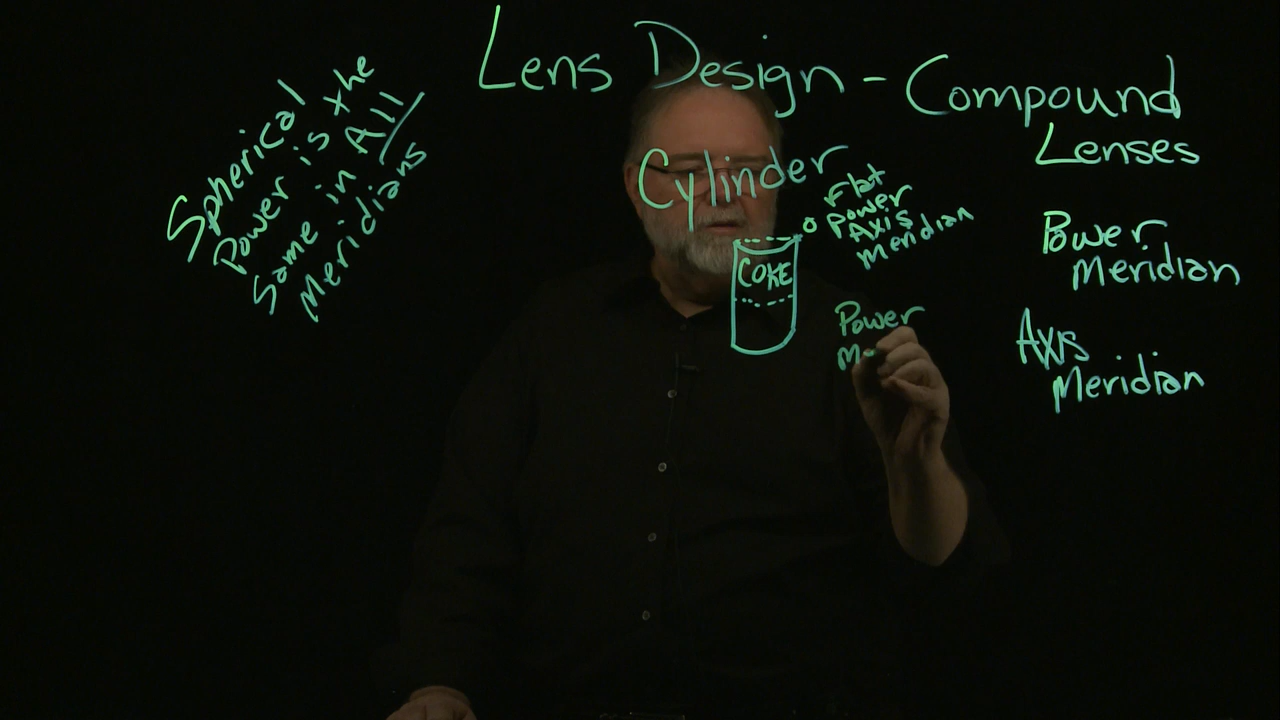 Lens Design - Compound
Lenses
Spherical
Power is the
Same in All
Meridians
Cylinder
0 Flat
Power
Axis
Meridian
COKE
Power
Power
Meridian
Axis
Meridian